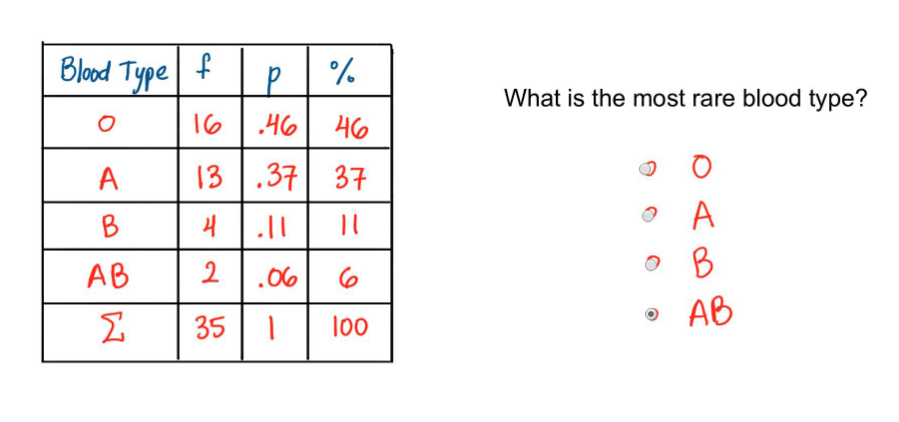 Blood Type f p %
O 16 .46 46
A 13 .37 37
B 4 .11 11
AB 2 .06 6
Σ 35 1 100
What is the most rare blood type?
O
A
B
AB